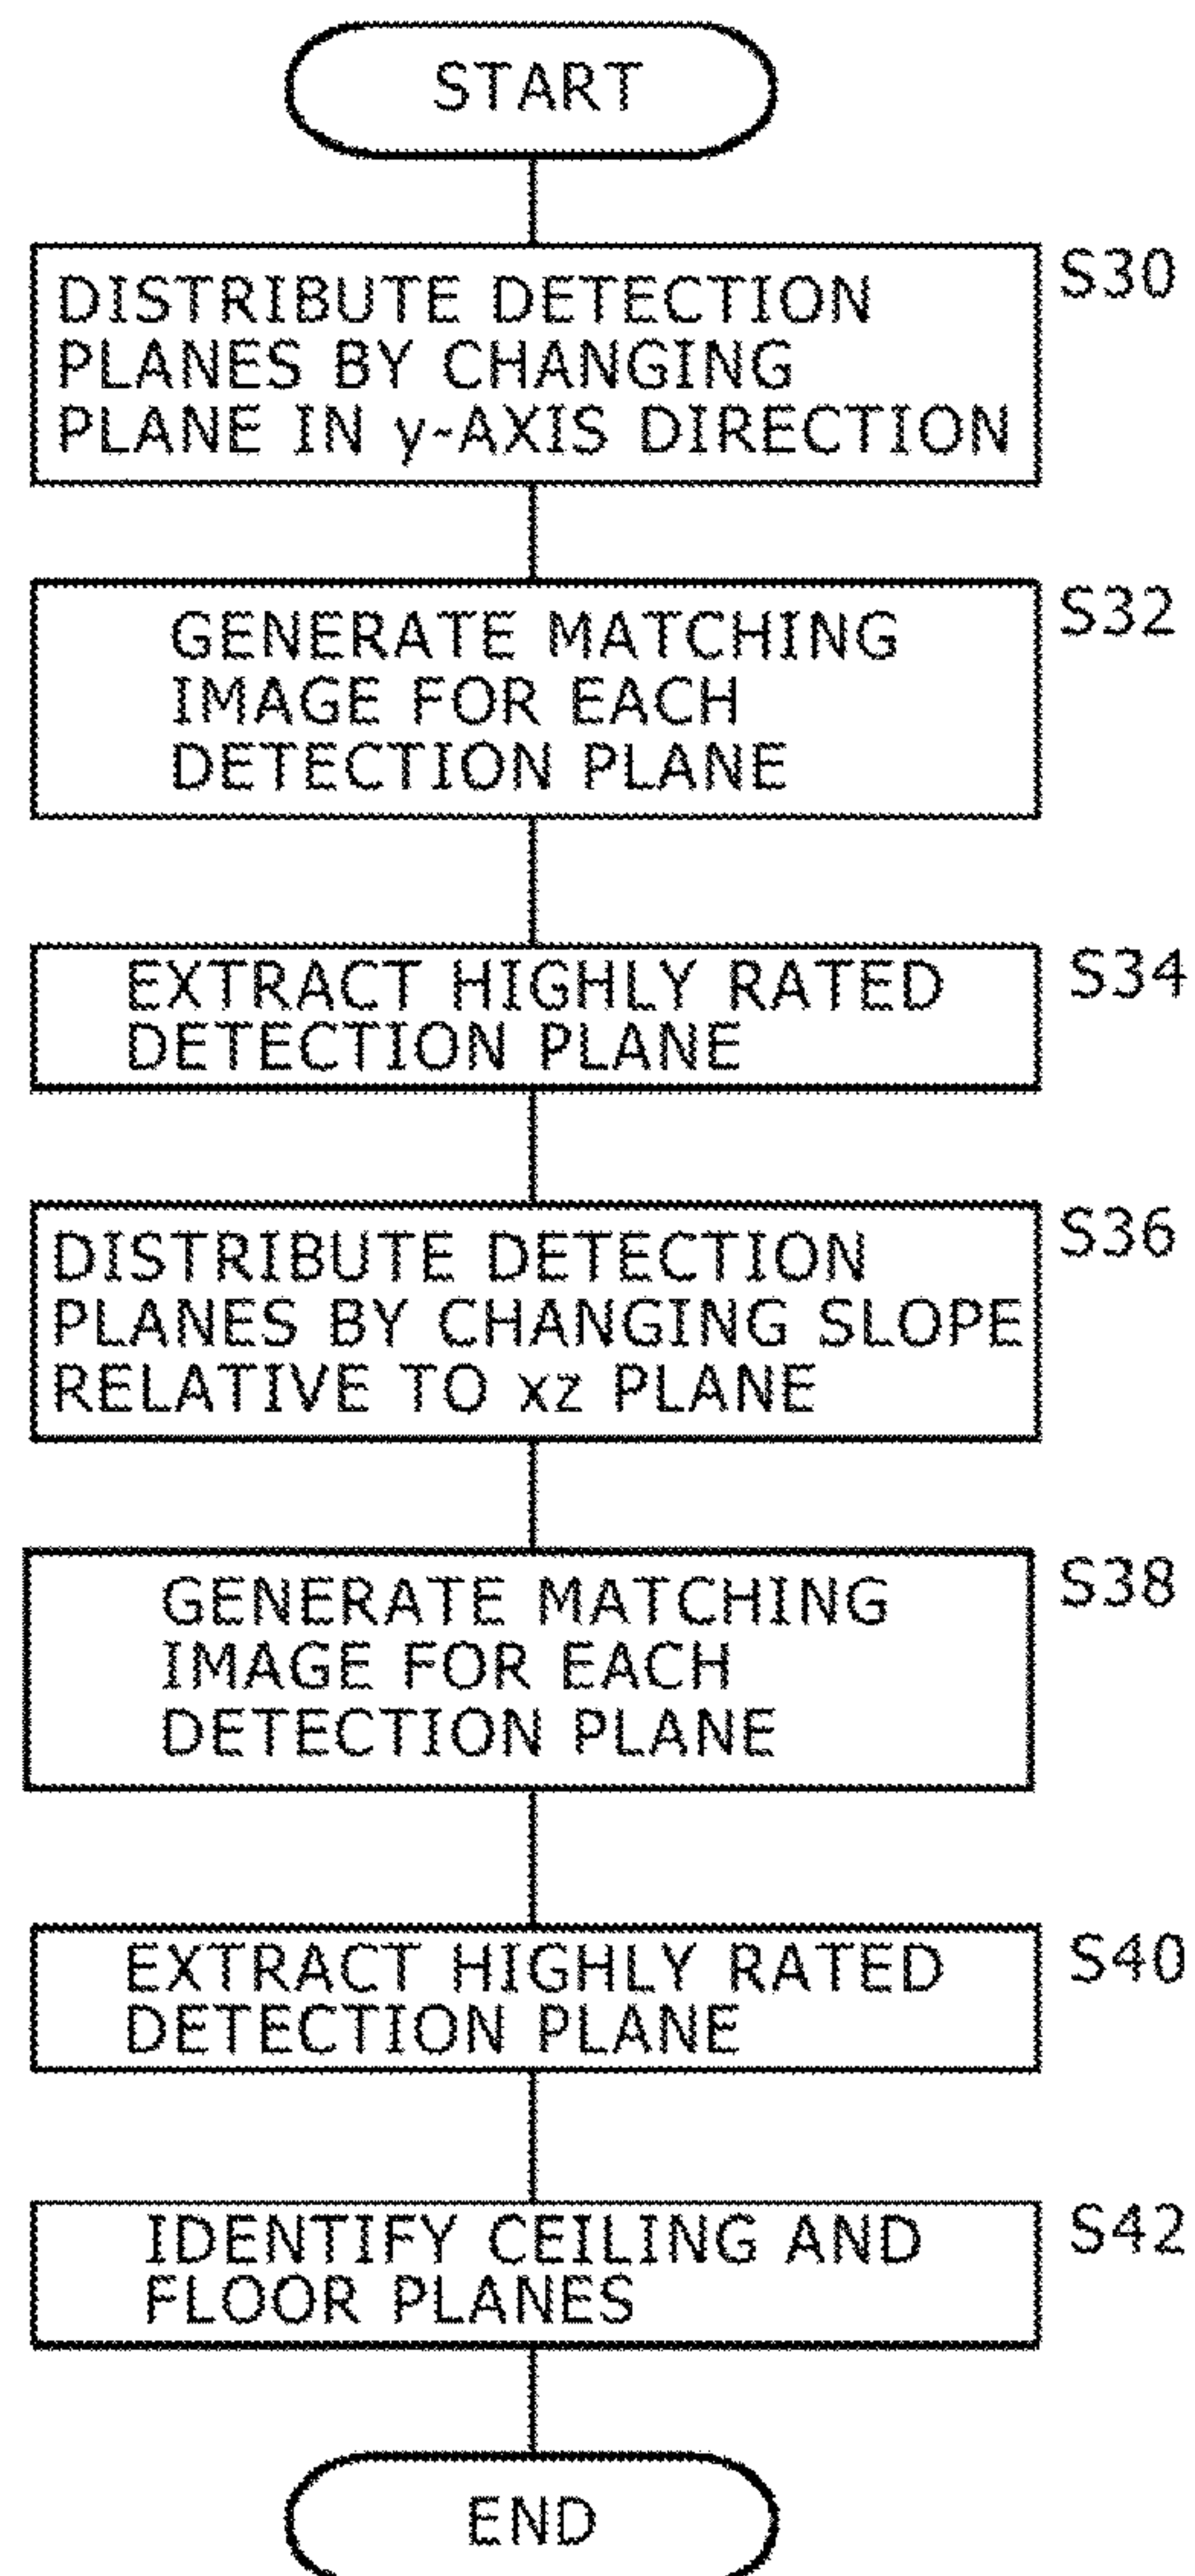 START
S30
DISTRIBUTE DETECTION
PLANES BY CHANGING
PLANE IN y-AXIS DIRECTION
S32
GENERATE MATCHING
IMAGE FOR EACH
DETECTION PLANE
S34
EXTRACT HIGHLY RATED
DETECTION PLANE
S36
DISTRIBUTE DETECTION
PLANES BY CHANGING SLOPE
RELATIVE TO xz PLANE
S38
GENERATE MATCHING
IMAGE FOR EACH
DETECTION PLANE
S40
EXTRACT HIGHLY RATED
DETECTION PLANE
S42
IDENTIFY CEILING AND
FLOOR PLANES
END